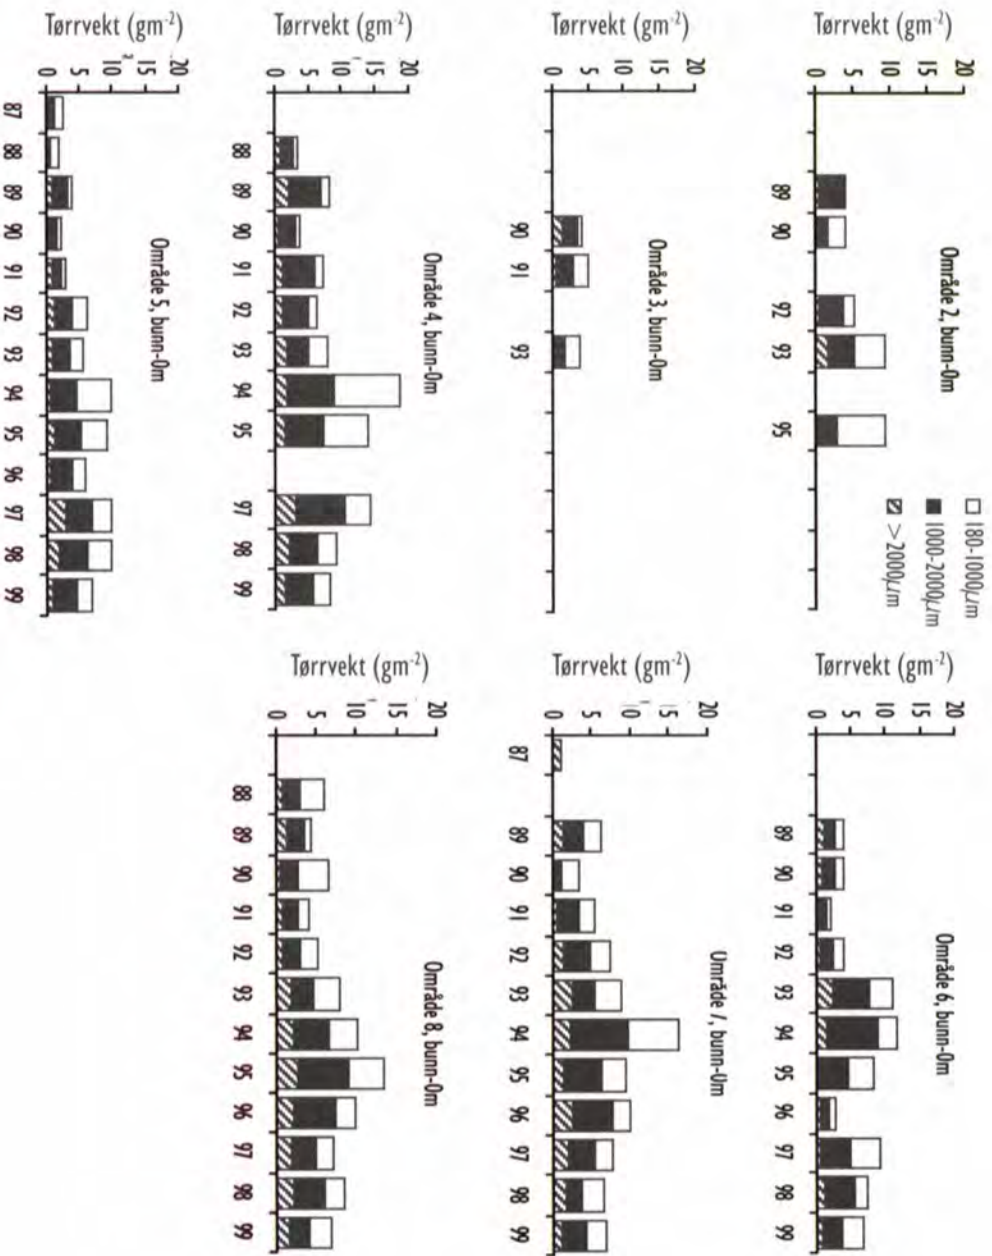 Område 2, bunn-0m
Tørrvekt (gm-2)
20
15
10
5
0
89 90 92 93 95
180-1000µm
1000-2000µm
>2000µm
Område 3, bunn-0m
Tørrvekt (gm-2)
20
15
10
5
0
90 91 93
Område 4, bunn-0m
Tørrvekt (gm-2)
20
15
10
5
0
88 89 90 91 92 93 94 95 97 98 99
Område 5, bunn-0m
Tørrvekt (gm-2)
20
15
5
0
87 88 89 90 91 92 93 94 95 96 97 98 99
Område 6, bunn-0m
Tørrvekt (gm-2)
20
15
10
5
0
89 90 91 92 93 94 95 96 97 98 99
Område 7, bunn-0m
Tørrvekt (gm-2)
20
15
10
5
0
87 89 90 91 92 93 94 95 96 97 98 99
Område 8, bunn-0m
Tørrvekt (gm-2)
20
15
10
5
0
88 89 90 91 92 93 94 95 96 97 98 99